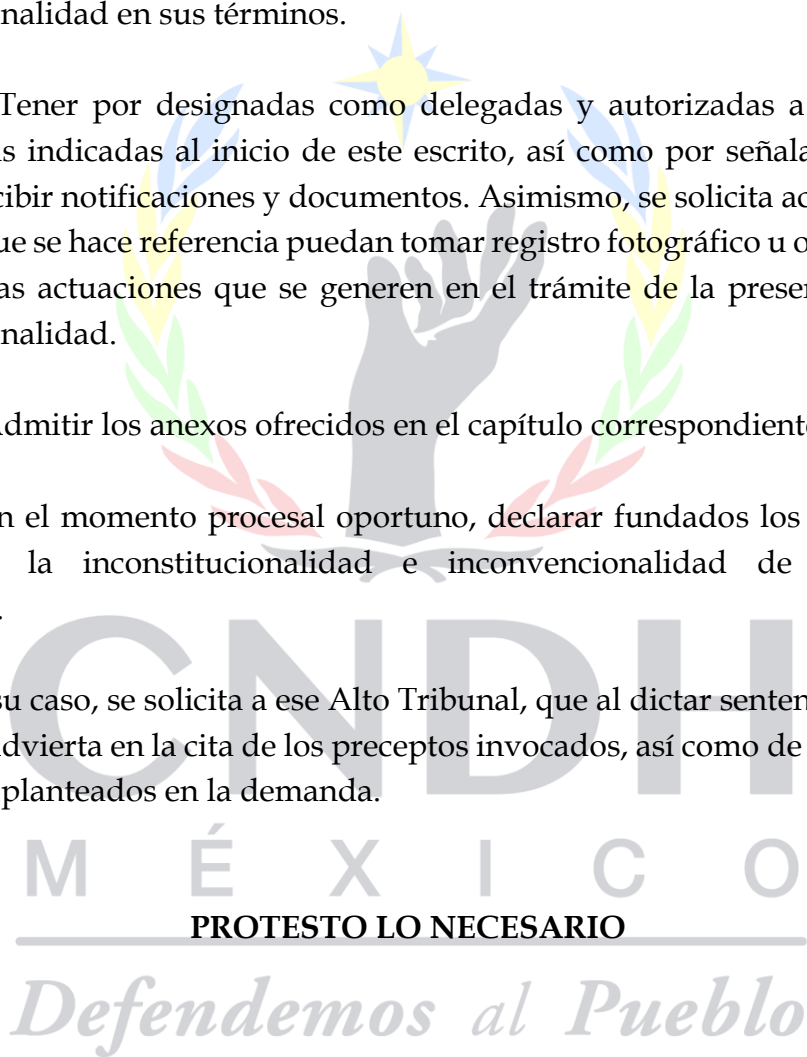 nalidad en sus términos.
Tener por designadas como delegadas y autorizadas a
s indicadas al inicio de este escrito, así como por señala
cibir notificaciones y documentos. Asimismo, se solicita ac
ue se hace referencia puedan tomar registro fotográfico u o
as actuaciones que se generen en el trámite de la preser
nalidad.
Admitir los anexos ofrecidos en el capítulo correspondiente
n el momento procesal oportuno, declarar fundados los
la inconstitucionalidad e inconvencionalidad de
.
su caso, se solicita a ese Alto Tribunal, que al dictar senten
advierta en la cita de los preceptos invocados, así como de
planteados en la demanda.
CNDH
MÉXICO
PROTESTO LO NECESARIO
Defendemos al Pueblo